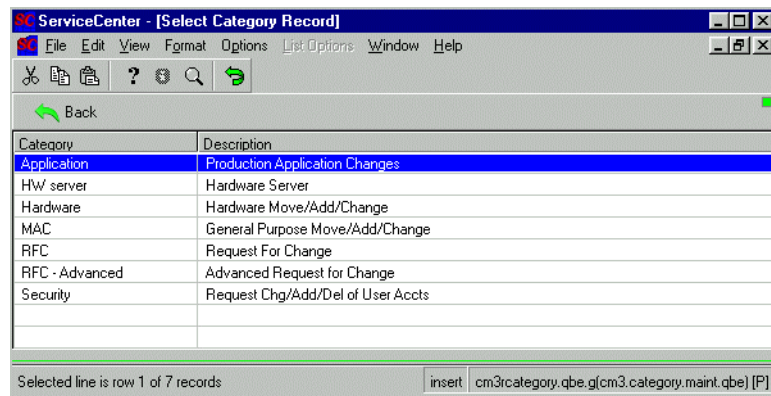 SC ServiceCenter - [Select Category Record]
SC File Edit View Format Options List Options Window Help
?
Back
Category Description
Application Production Application Changes
HW server Hardware Server
Hardware Hardware Move/Add/Change
MAC General Purpose Move/Add/Change
RFC Request For Change
RFC - Advanced Advanced Request for Change
Security Request Chg/Add/Del of User Accts
Selected line is row 1 of 7 records insert cm3rcategory.qbe.g(cm3.category.maint.qbe) [P]